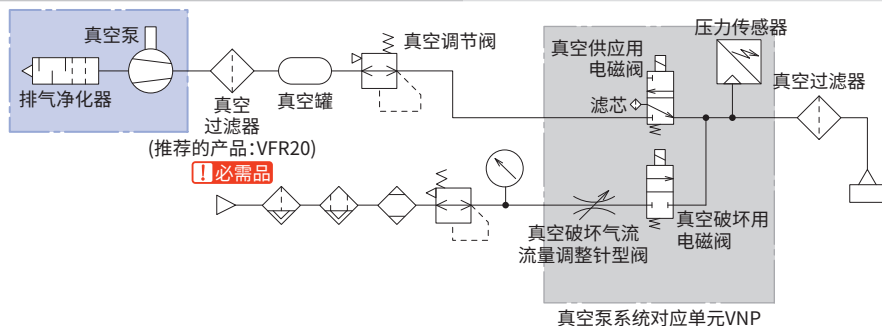 真空泵
排气净化器
真空
过滤器
(推荐的产品:VFR20)
! 必需品
真空罐
真空调节阀
真空供应用
电磁阀
滤芯
压力传感器
真空过滤器
真空破坏气流
流量调整针型阀
真空破坏用
电磁阀
真空泵系统对应单元VNP